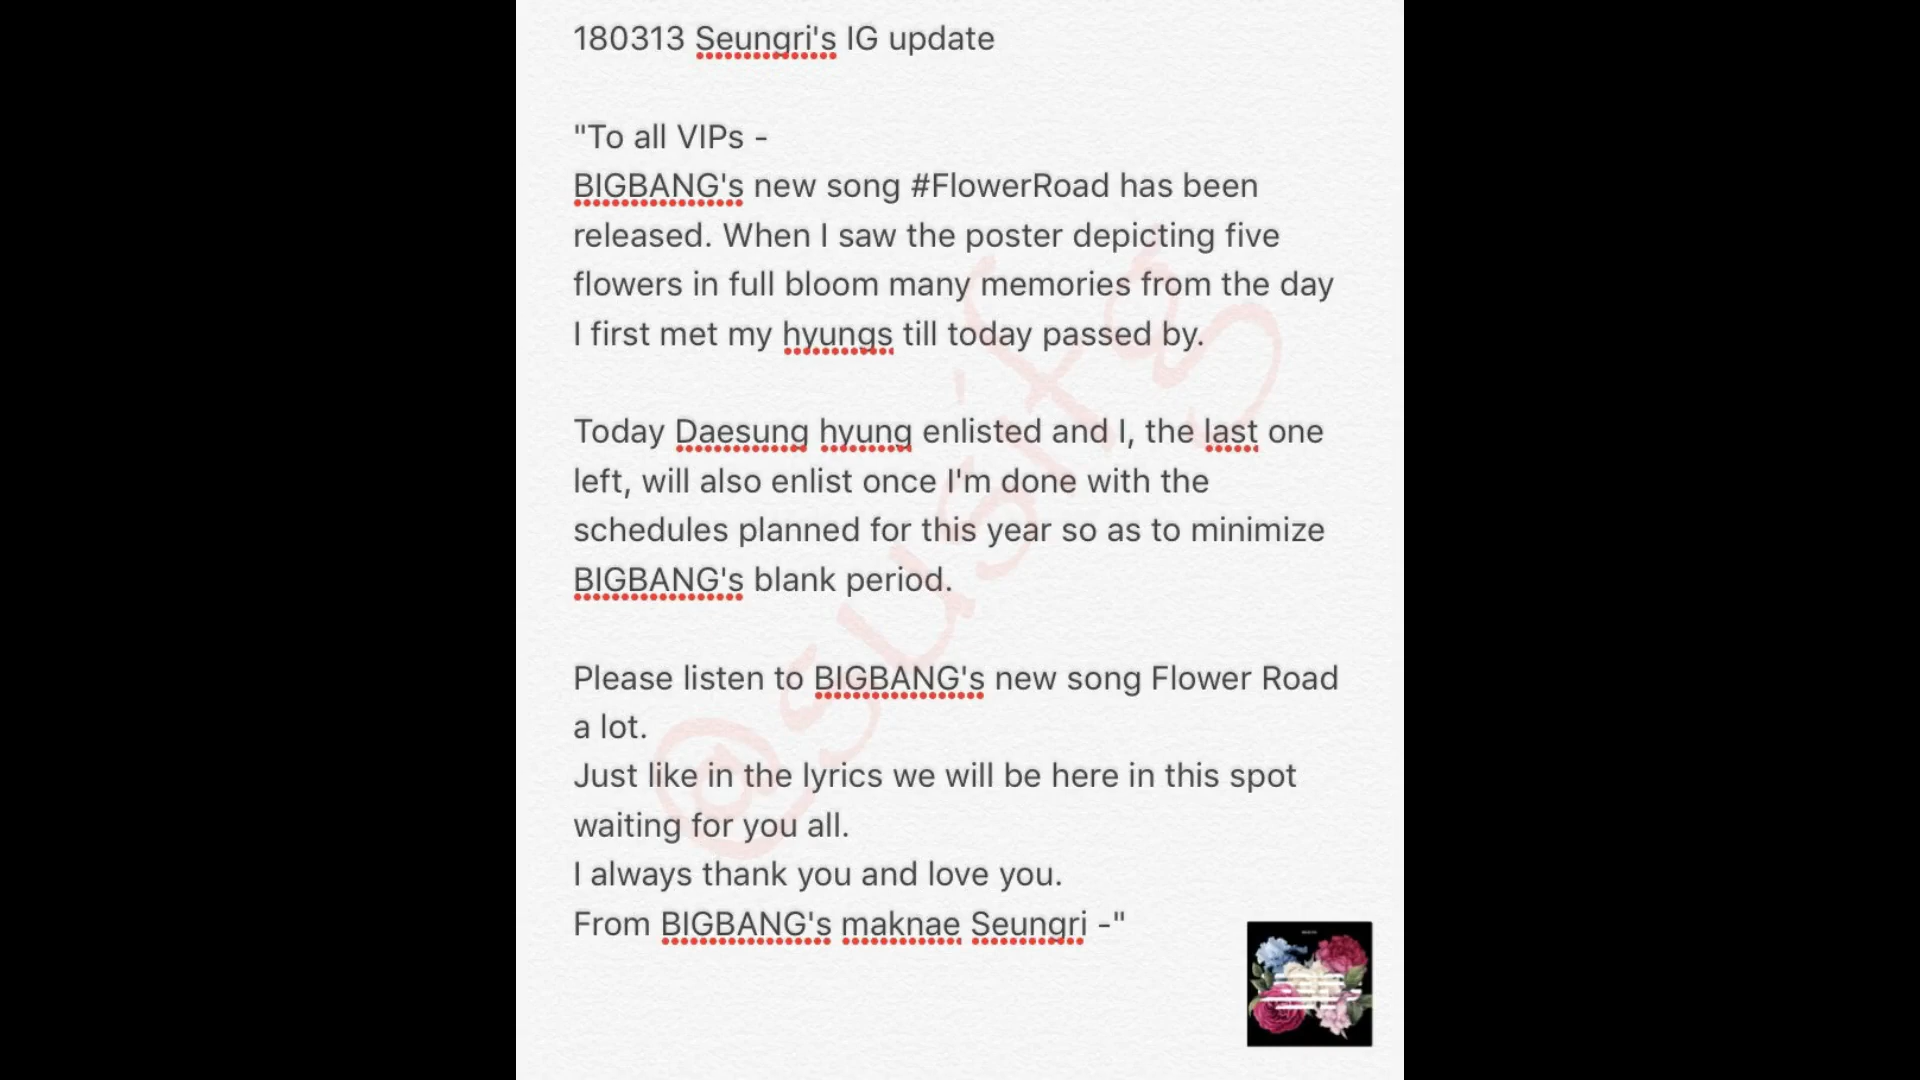 180313 Seungri's IG update
"To all VIPs -
BIGBANG's new song #FlowerRoad has been
released. When I saw the poster depicting five
flowers in full bloom many memories from the day
I first met my hyungs till today passed by.
Today Daesung hyung enlisted and I, the last one
left, will also enlist once I'm done with the
schedules planned for this year so as to minimize
BIGBANG's blank period.
Please listen to BIGBANG's new song Flower Road
a lot.
Just like in the lyrics we will be here in this spot
waiting for you all.
I always thank you and love you.
From BIGBANG's maknae Seungri -"